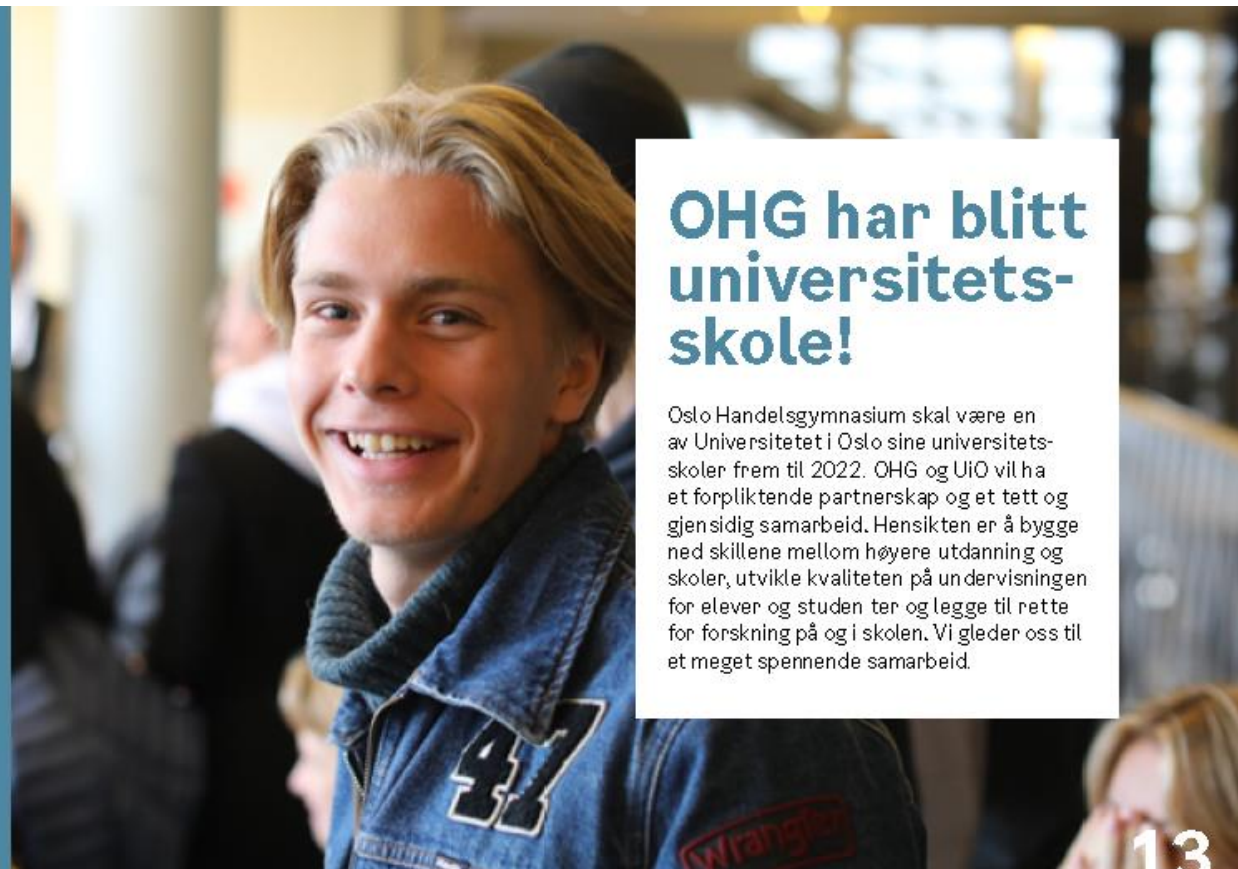 OHG har blitt
universitets-
skole!
Oslo Handelsgymnasium skal være en
av Universitetet i Oslo sine universitets-
skoler frem til 2022. OHG og UiO vil ha
et forpliktende partnerskap og et tett og
gjensidig samarbeid. Hensikten er å bygge
ned skillene mellom høyere utdanning og
skoler, utvikle kvaliteten på undervisningen
for elever og studen ter og legge til rette
for forskning på og i skolen. Vi gleder oss til
et meget spennende samarbeid.
47
Wrangler
13